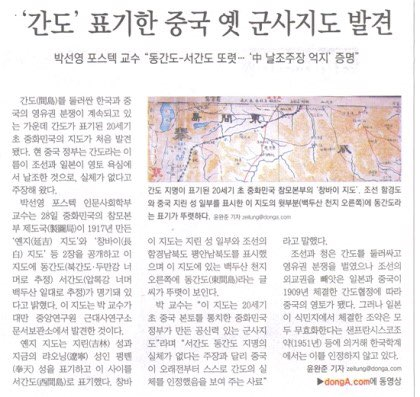 '간도' 표기한 중국 옛 군사지도 발견
박선영 포스텍 교수 “동간도-서간도 또렷… '中 날조주장 억지' 증명”
간도(間島)를 둘러싼 한국과 중
국의 영유권 분쟁이 계속되고 있
는 가운데 간도가 표기된 20세기
초 중화민국의 지도가 처음 발견
됐다. 현 중국 정부는 간도라는 이
름이 조선과 일본이 영토 욕심에
서 날조한 것으로, 실체가 없다고
주장해 왔다.
박선영 포스텍 인문사회학부
교수는 28일 중화민국의 참모본
부 제도국(製圖局)이 1917년 만든
‘옌지(延吉) 지도’와 ‘창바이(長
白) 지도’ 등 2장을 공개하고 이
지도에 동간도(북간도·두만강 너
머로 추정) 서간도(압록강 너머
백두산 일대로 추정)가 명기돼 있
다고 밝혔다. 이 지도는 박 교수가
대만 중앙연구원 근대사연구소
문서보관소에서 발견한 것이다.
옌지 지도는 지린(吉林) 성과
지금의 랴오닝(遼寧) 성인 펑톈
(奉天) 성을 표기하고 이 사이를
서간도(西間島)로 표기했다. 창바
간도 지명이 표기된 20세기 초 중화민국 참모본부의 ‘창바이 지도’. 조선 함경도
와 중국 지린 성 일부를 표시한 이 지도의 윗부분(백두산 천지 오른쪽)에 동간도라
는 표기가 뚜렷하다. 윤완준 기자 zeitung@donga.com
이 지도는 지린 성 일부와 조선의
함경남북도 평안남북도를 표시했
으며 이 지도에 있는 백두산 천지
오른쪽에 동간도(東間島)라는 글
씨가 뚜렷이 보인다.
박 교수는 “이 지도는 20세기
초 중국 본토를 통치한 중화민국
정부가 만든 공신력 있는 군사지
도”라며 “서간도 동간도 지명의
실체가 없다는 주장과 달리 중국
이 오래전부터 스스로 간도의 실
체를 인정했음을 보여 주는 자료”
라고 말했다.
조선과 청은 간도를 둘러싸고
영유권 분쟁을 벌였으나 조선의
외교권을 빼앗은 일본과 중국이
1909년 체결한 간도협정에 따라
중국의 영토가 됐다. 그러나 일본
이 식민지에서 체결한 조약은 모
두 무효화한다는 샌프란시스코조
약(1951년) 등에 의거해 한국학계
에서는 이를 인정하지 않고 있다.
윤완준 기자 zeitung@donga.com
▶dongA.com에 동영상